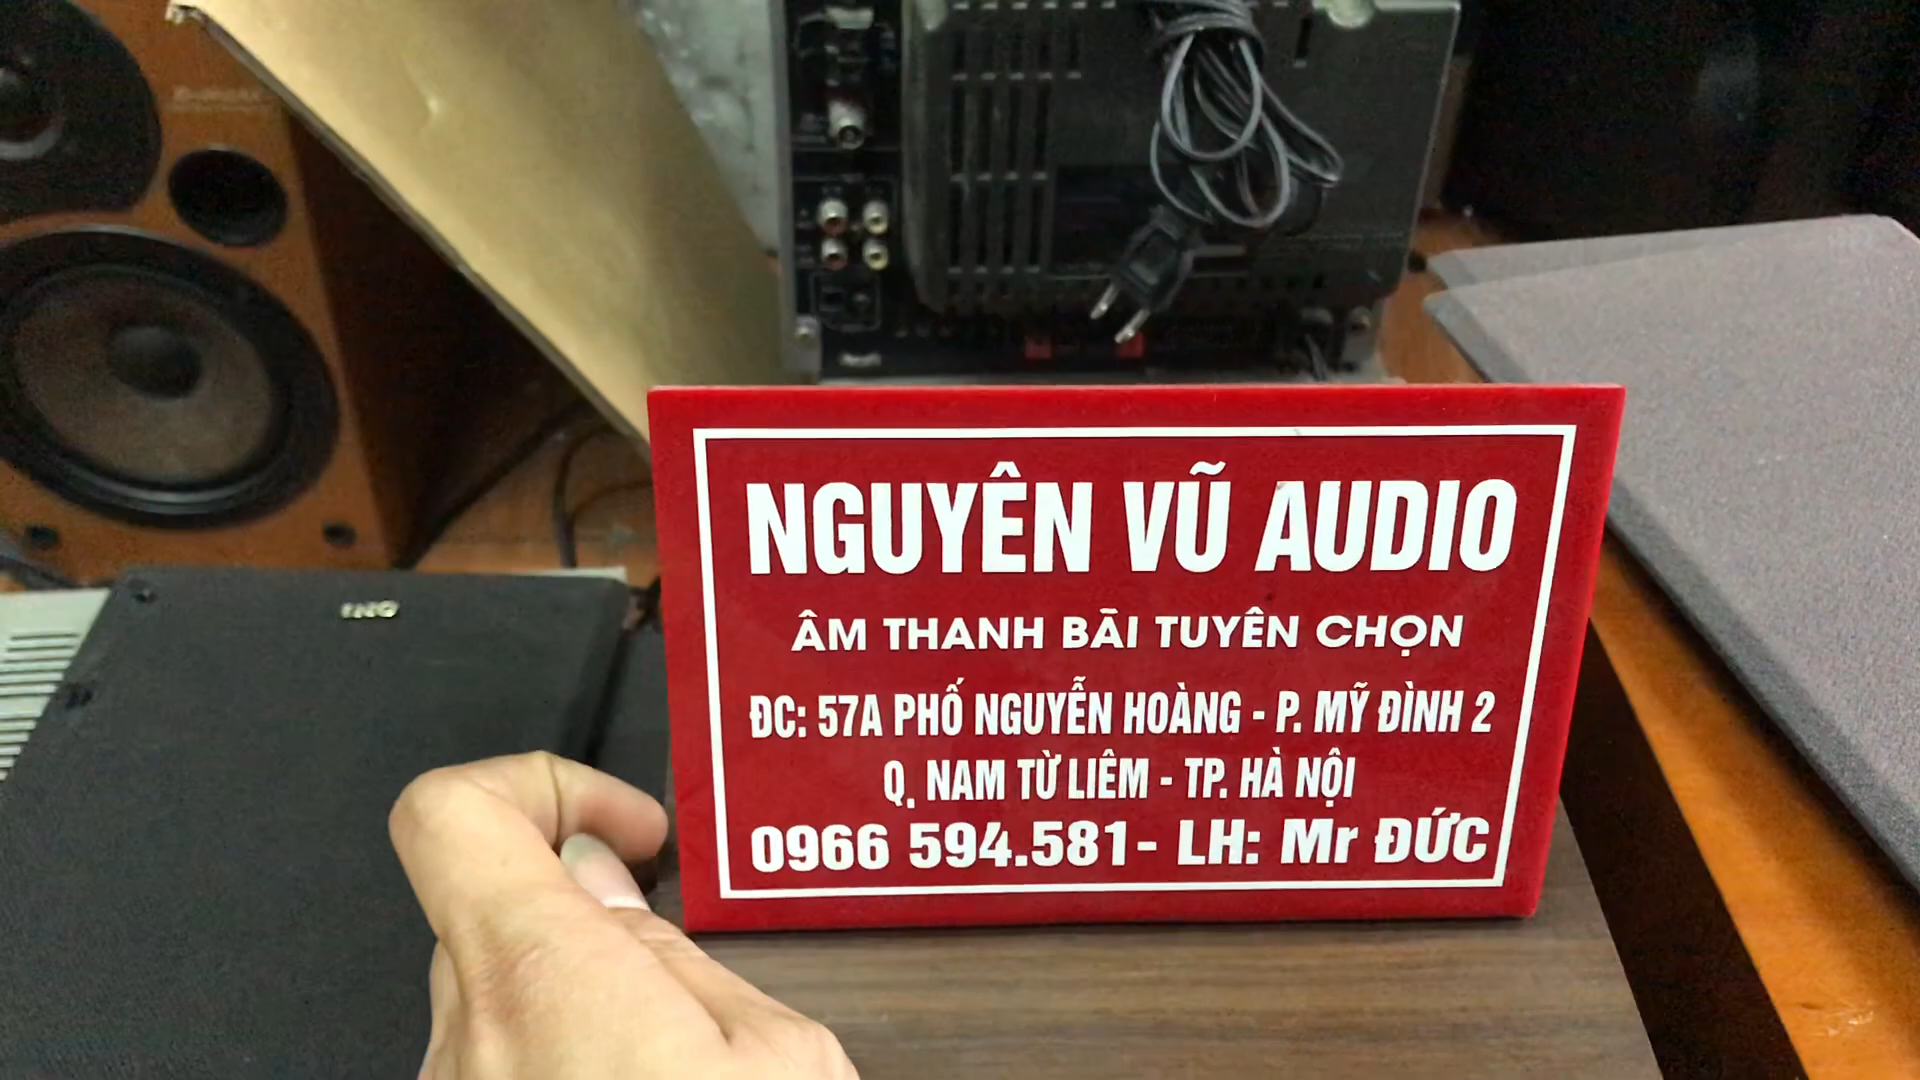 NGUYÊN VŨ AUDIO
ÂM THANH BÃI TUYÊN CHỌN
ĐC: 57A PHỐ NGUYỄN HOÀNG - P. MỸ ĐÌNH 2
Q. NAM TỪ LIÊM - TP. HÀ NỘI
0966 594.581- LH: Mr ĐỨC